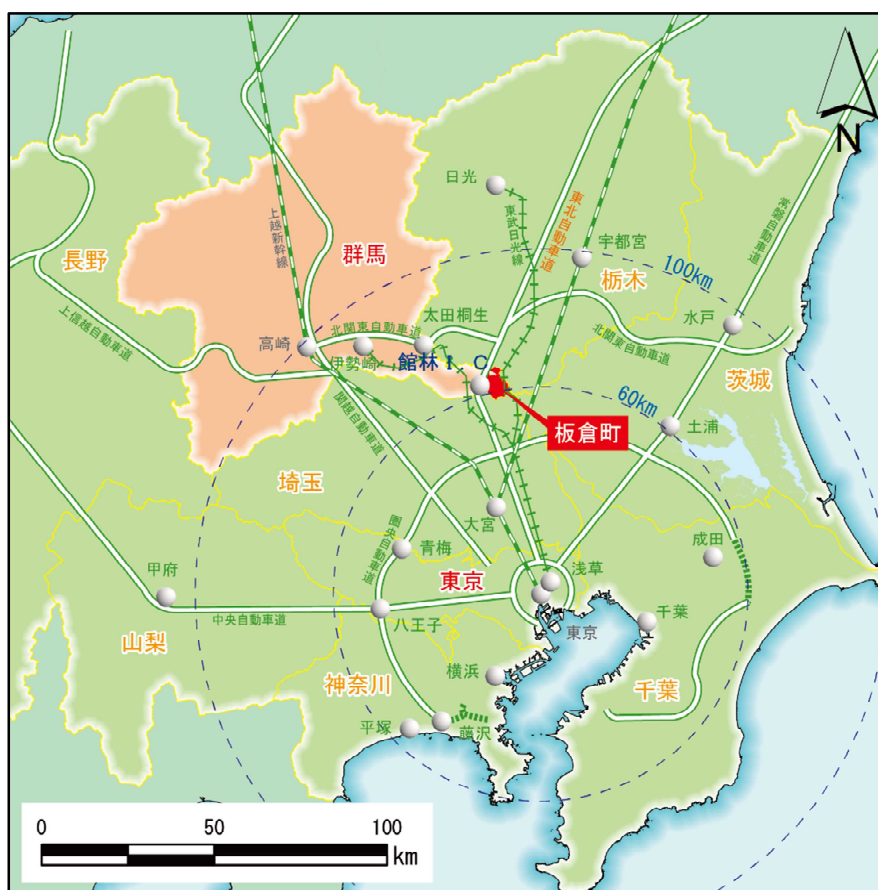 N
日光
東武日光線
東北自動車道
宇都宮
栃木
100km
常磐自動車道
上越新幹線
群馬
長野
上信越自動車道
太田桐生
北関東自動車道
高崎
伊勢崎
館林I.C
北関東自動車道
水戸
茨城
60km
板倉町
土浦
関越自動車道
埼玉
大宮
圏央自動車道
青梅
東京
浅草
成田
甲府
山梨
中央自動車道
八王子
東京
千葉
神奈川
横浜
千葉
平塚
藤沢
0 50 100
km